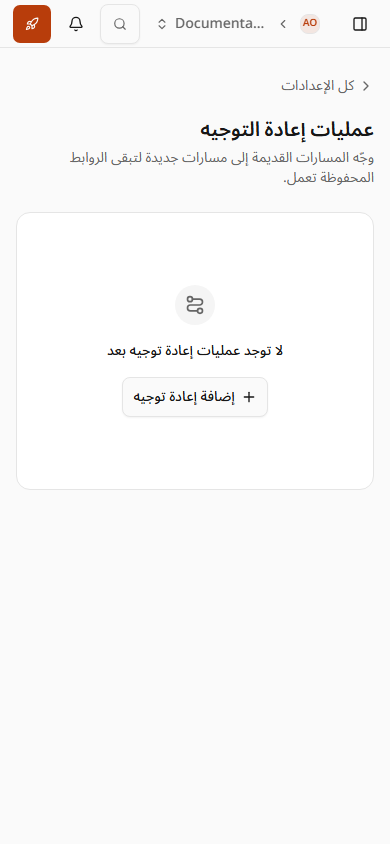 AO
Documenta...
كل الإعدادات
عمليات إعادة التوجيه
وجّه المسارات القديمة إلى مسارات جديدة لتبقى الروابط
المحفوظة تعمل.
لا توجد عمليات إعادة توجيه بعد
إضافة إعادة توجيه